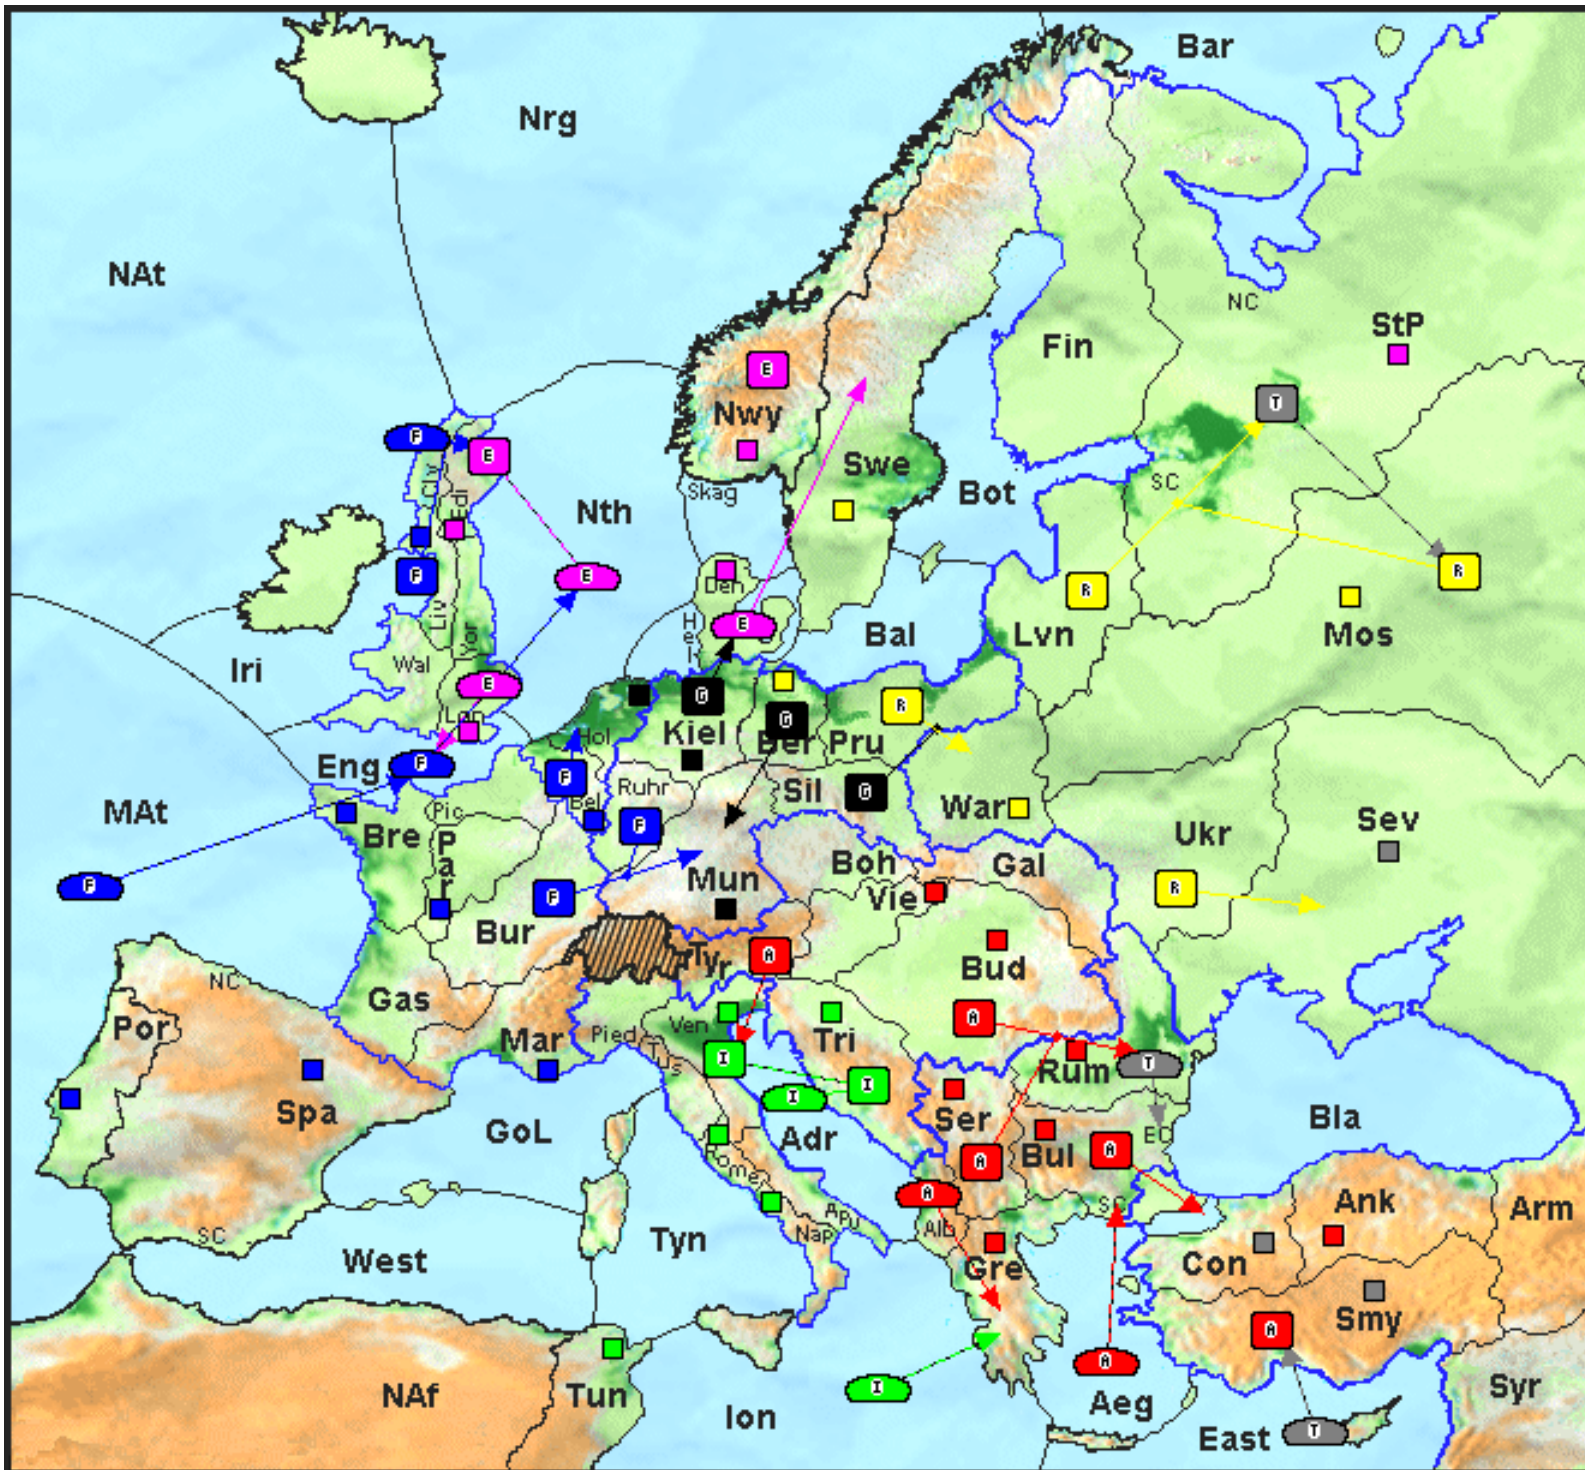 Bar
Nrg
NAt
NC
StP
Fin
E
T
Nwy
F
E
Swe
Cly
Edl
SC
Skag
Bot
Nth
E
F
R
R
Den
Liv
Yor
Hel
E
Bal
Lvn
Mos
Iri
Wal
E
G
R
Lon
Hol
Kiel
G
Ber
Pru
Eng
F
F
Ruhr
Sil
G
War
MAt
Bre
Pic
Bel
F
Ukr
Sev
Par
Boh
Gal
F
F
Mun
Vie
R
Bur
Tyr
A
Bud
NC
Gas
Por
Mar
Pied
Ven
Tri
A
Tus
I
I
Rum
T
Spa
GoL
I
Adr
Ser
Bla
EC
Rome
A
Bul
A
SC
West
Tyn
Apu
Nap
A
Alb
SC
Ank
Arm
Gre
Con
Smy
A
NAf
Tun
Ion
I
A
Aeg
Syr
East
T